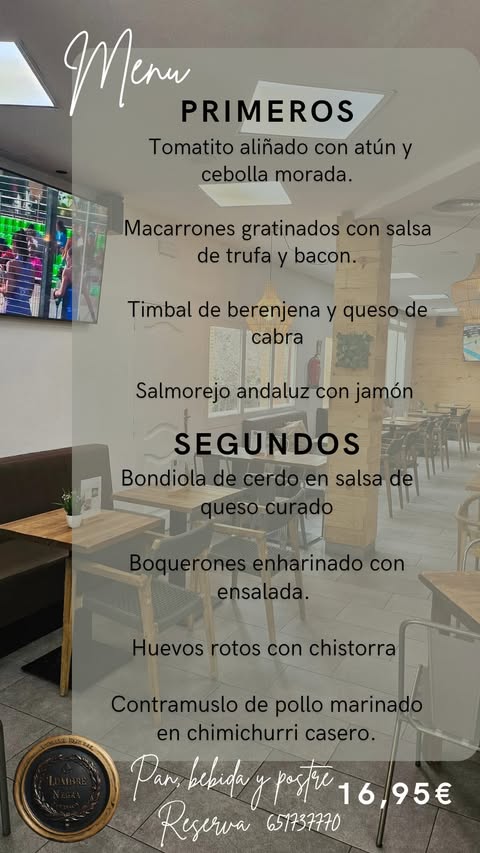 Menu
PRIMEROS
Tomatito aliñado con atún y
cebolla morada.
Macarrones gratinados con salsa
de trufa y bacon.
Timbal de berenjena y queso de
cabra
Salmorejo andaluz con jamón
SEGUNDOS
Bondiola de cerdo en salsa de
queso curado
Boquerones enharinado con
ensalada.
Huevos rotos con chistorra
Contramuslo de pollo marinado
en chimichurri casero.
Pan, bebida y postre
16,95€
Reserva 651737770
LUMBRE
NEGRA